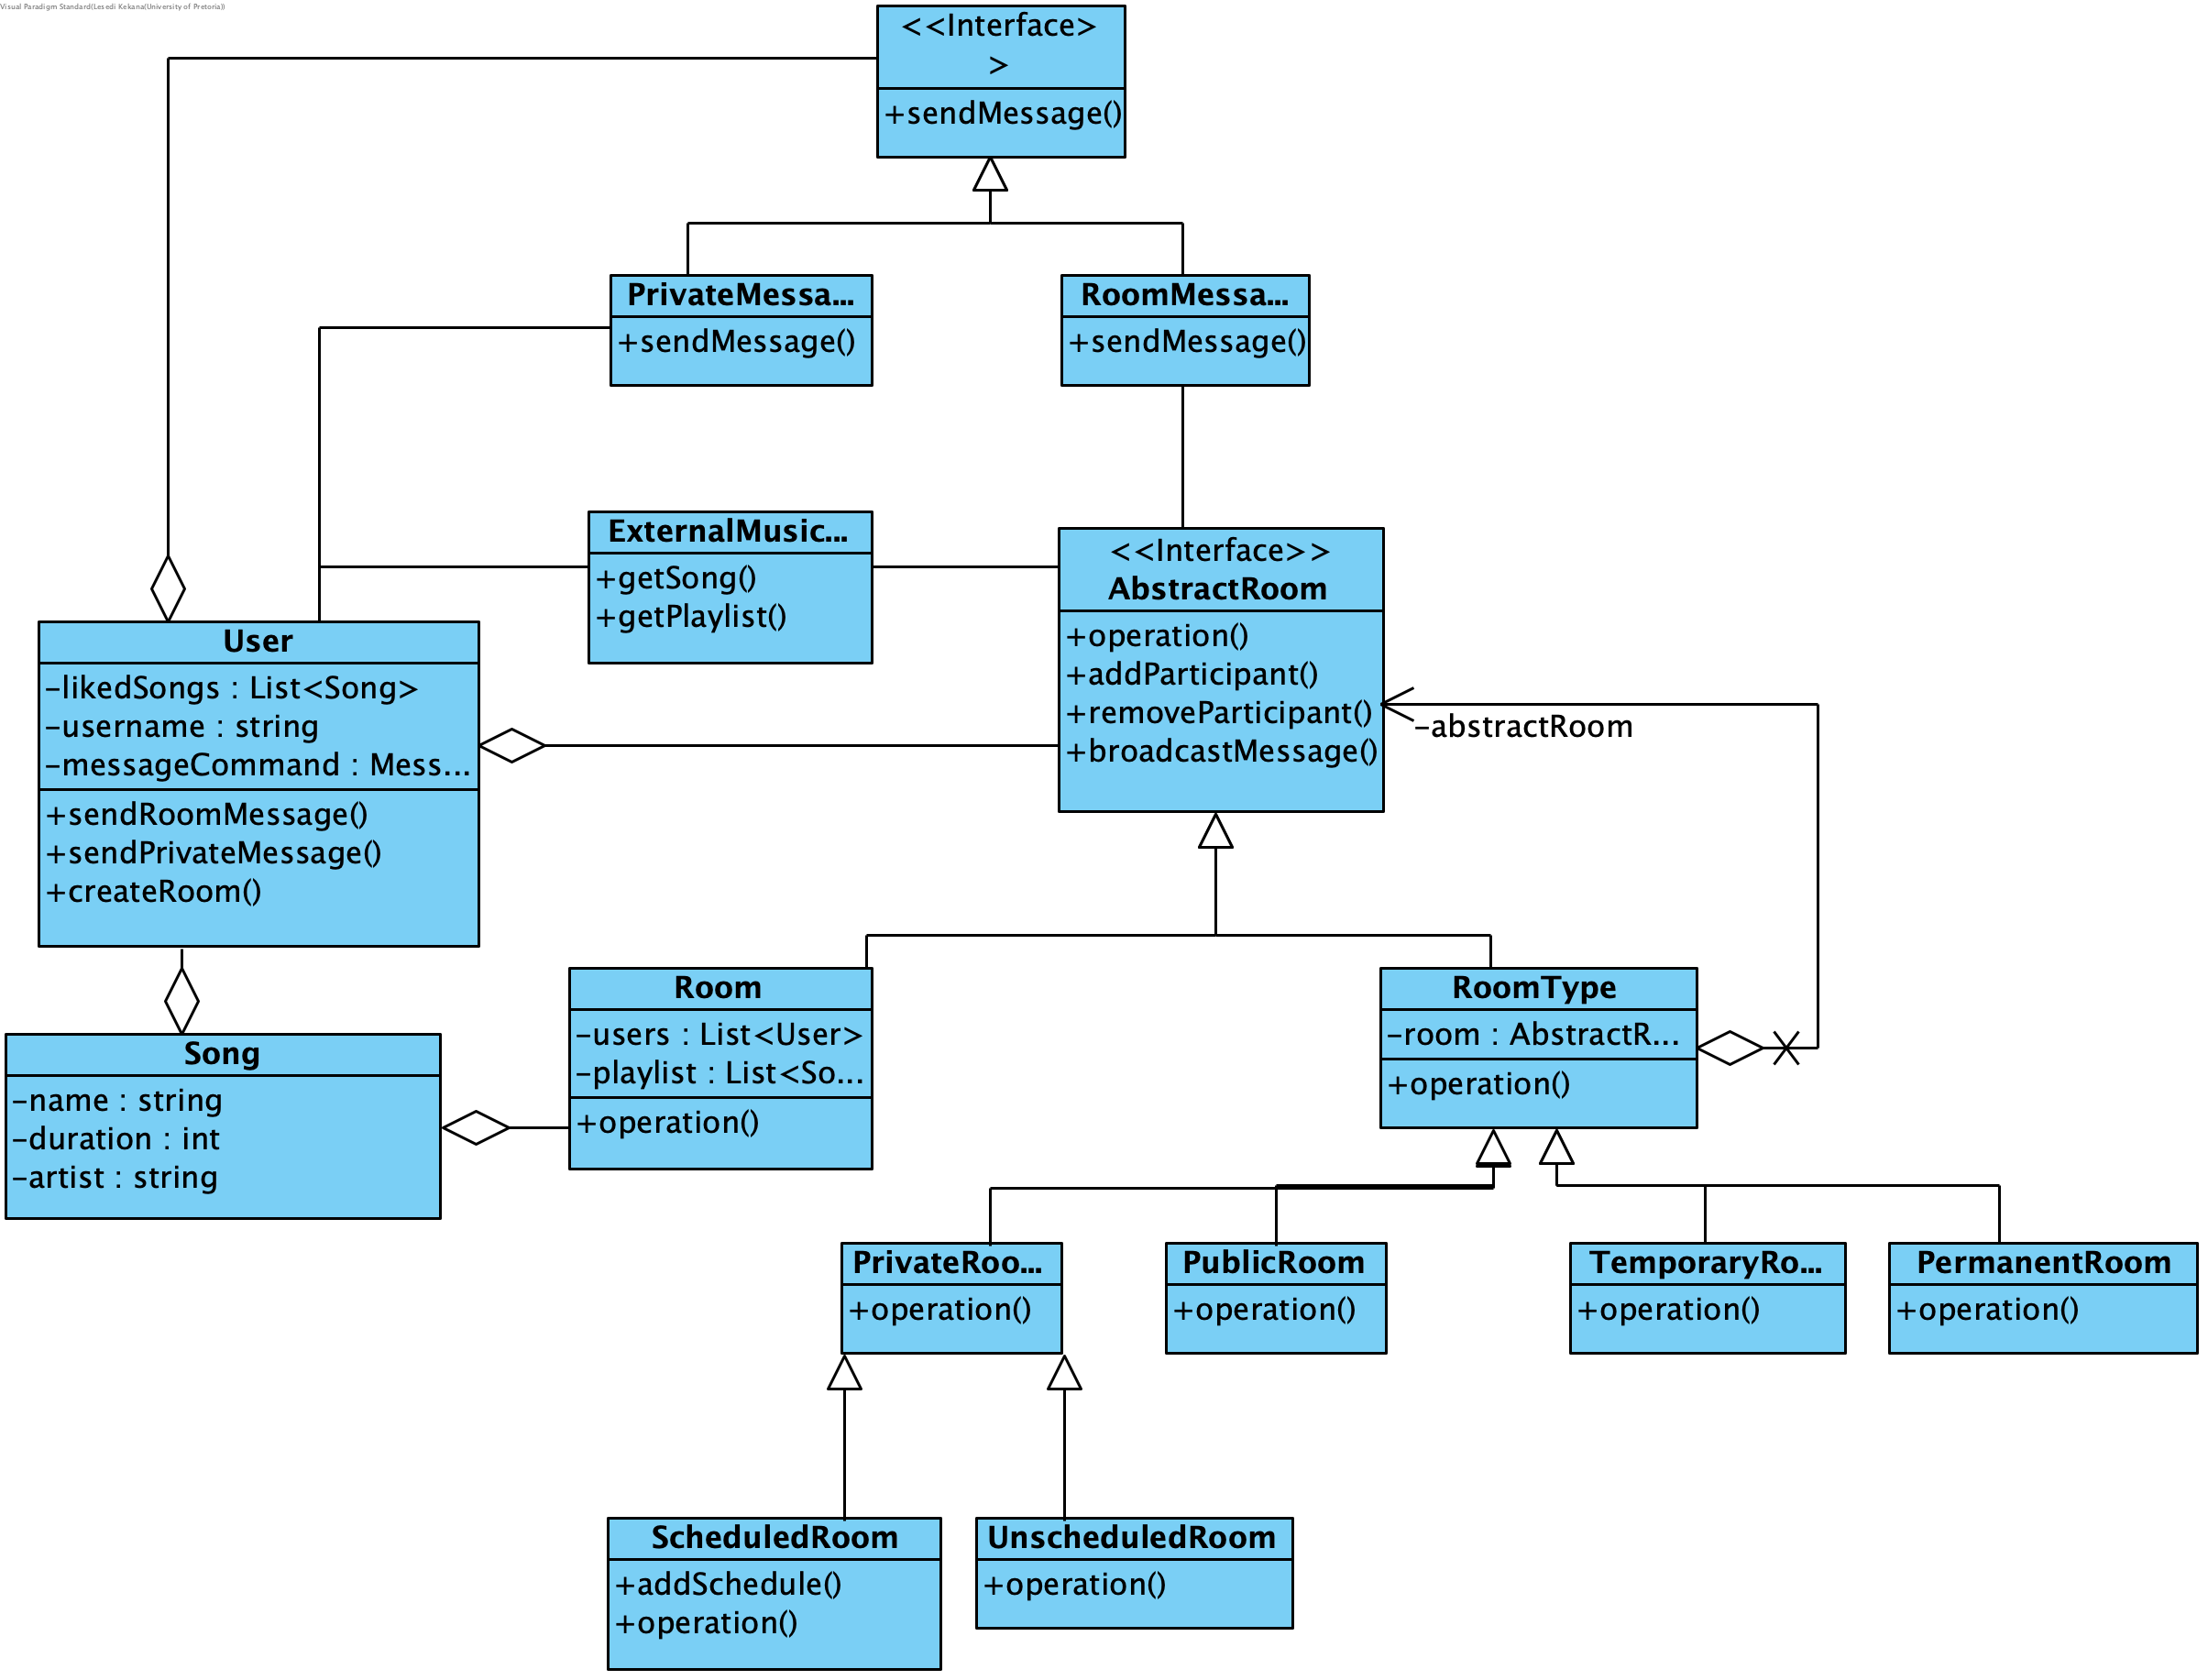 Visual Paradigm Standard(Lesedi Kekana(University of Pretoria))
<<Interface>
>
+sendMessage()
PrivateMessa...
+sendMessage()
RoomMessa...
+sendMessage()
ExternalMusic...
+getSong()
+getPlaylist()
<<Interface>>
AbstractRoom
+operation()
+addParticipant()
+removeParticipant()
+broadcastMessage()
-abstractRoom
User
-likedSongs : List<Song>
-username : string
-messageCommand : Mess...
+sendRoomMessage()
+sendPrivateMessage()
+createRoom()
Room
-users : List<User>
-playlist : List<So...
+operation()
RoomType
-room : AbstractR...
+operation()
Song
-name : string
-duration : int
-artist : string
PrivateRoo...
+operation()
PublicRoom
+operation()
TemporaryRo...
+operation()
PermanentRoom
+operation()
ScheduledRoom
+addSchedule()
+operation()
UnscheduledRoom
+operation()